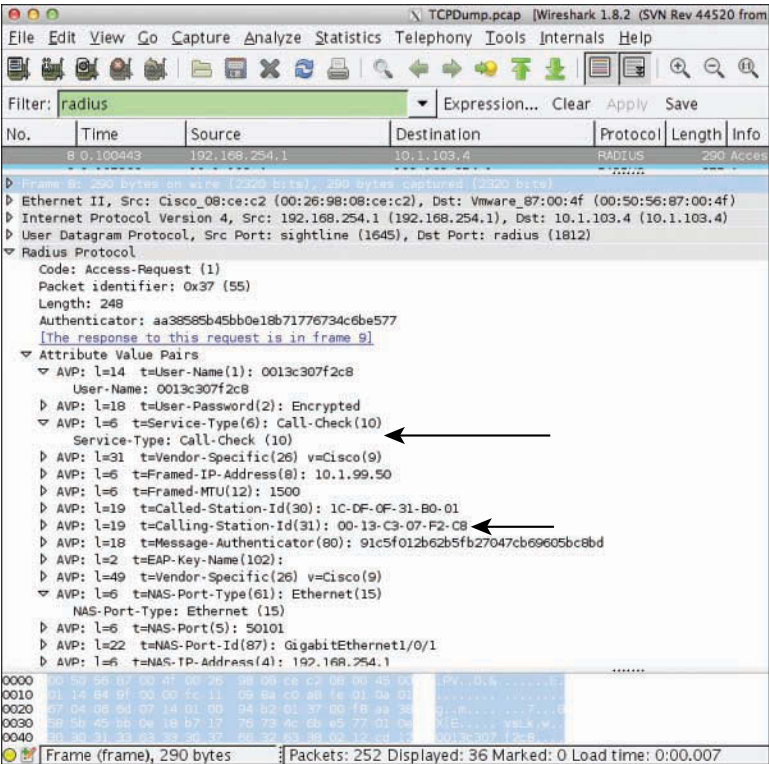 TCPDump.pcap [Wireshark 1.8.2 (SVN Rev 44520 from
File Edit View Go Capture Analyze Statistics Telephony Tools Internals Help
Filter: radius Expression... Clear Apply Save
No. Time Source Destination Protocol Length Info
8 0.100443 192.168.254.1 10.1.103.4 RADIUS 290 Acces
Frame 8: 290 bytes on wire (2320 bits), 290 bytes captured (2320 bits)
Ethernet II, Src: Cisco_08:ce:c2 (00:26:98:08:ce:c2), Dst: Vmware_87:00:4f (00:50:56:87:00:4f)
Internet Protocol Version 4, Src: 192.168.254.1 (192.168.254.1), Dst: 10.1.103.4 (10.1.103.4)
User Datagram Protocol, Src Port: sightline (1645), Dst Port: radius (1812)
Radius Protocol
Code: Access-Request (1)
Packet identifier: 0x37 (55)
Length: 248
Authenticator: aa38585b45bb0e18b71776734c6be577
[The response to this request is in frame 9]
Attribute Value Pairs
AVP: l=14 t=User-Name(1): 0013c307f2c8
User-Name: 0013c307f2c8
AVP: l=18 t=User-Password(2): Encrypted
AVP: l=6 t=Service-Type(6): Call-Check(10)
Service-Type: Call-Check (10)
AVP: l=31 t=Vendor-Specific(26) v=Cisco(9)
AVP: l=6 t=Framed-IP-Address(8): 10.1.99.50
AVP: l=6 t=Framed-MTU(12): 1500
AVP: l=19 t=Called-Station-Id(30): 1C-DF-0F-31-B0-01
AVP: l=19 t=Calling-Station-Id(31): 00-13-C3-07-F2-C8
AVP: l=18 t=Message-Authenticator(80): 91c5f012b62b5fb27047cb69605bc8bd
AVP: l=2 t=EAP-Key-Name(102):
AVP: l=49 t=Vendor-Specific(26) v=Cisco(9)
AVP: l=6 t=NAS-Port-Type(61): Ethernet(15)
NAS-Port-Type: Ethernet (15)
AVP: l=6 t=NAS-Port(5): 50101
AVP: l=22 t=NAS-Port-Id(87): GigabitEthernet1/0/1
AVP: l=6 t=NAS-IP-Address(4): 192.168.254.1
0000
0010
0020
0030
0040
Frame (frame), 290 bytes Packets: 252 Displayed: 36 Marked: 0 Load time: 0:00.007